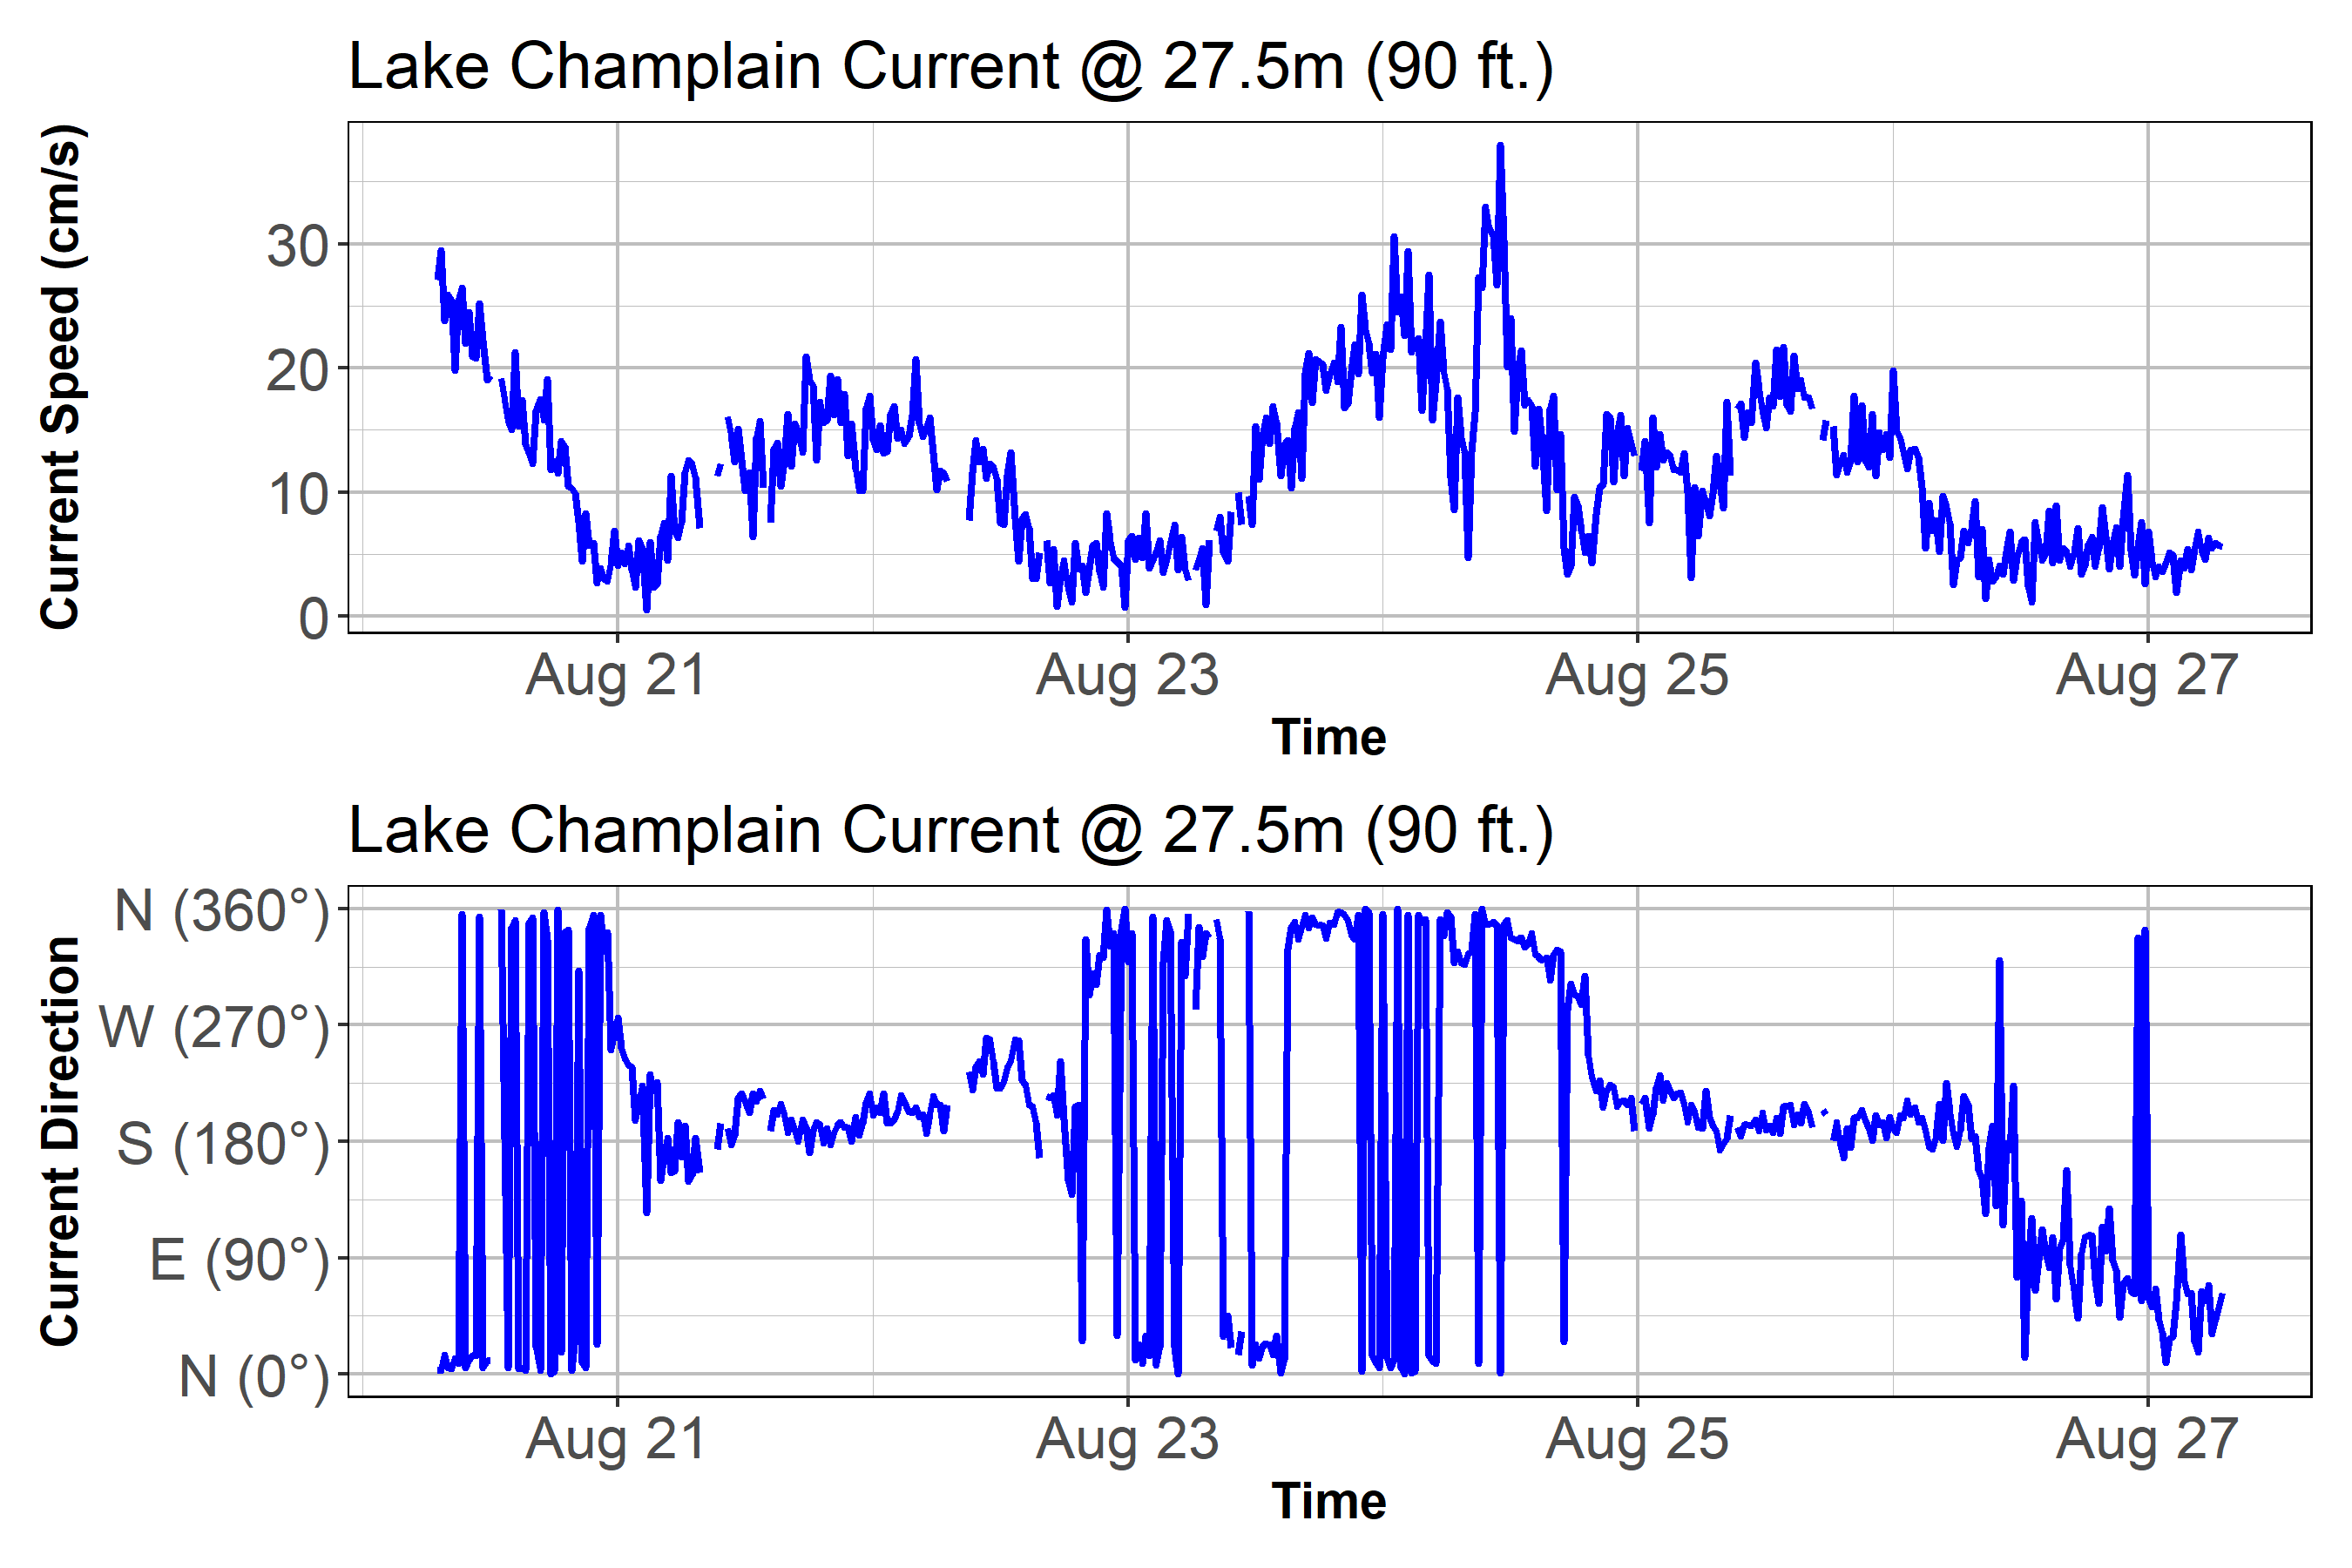 Lake Champlain Current @ 27.5m (90 ft.)
Current Speed (cm/s)
30
20
10
0
Aug 21 Aug 23 Aug 25 Aug 27
Time
Lake Champlain Current @ 27.5m (90 ft.)
Current Direction
N (360°)
W (270°)
S (180°)
E (90°)
N (0°)
Aug 21 Aug 23 Aug 25 Aug 27
Time